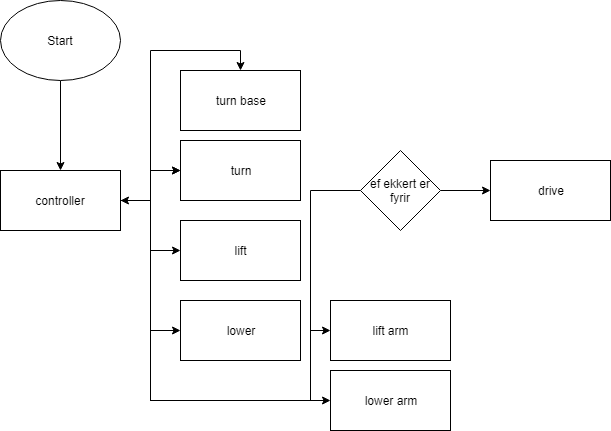 Start
turn base
turn
controller
ef ekkert er
fyrir
drive
lift
lower
lift arm
lower arm